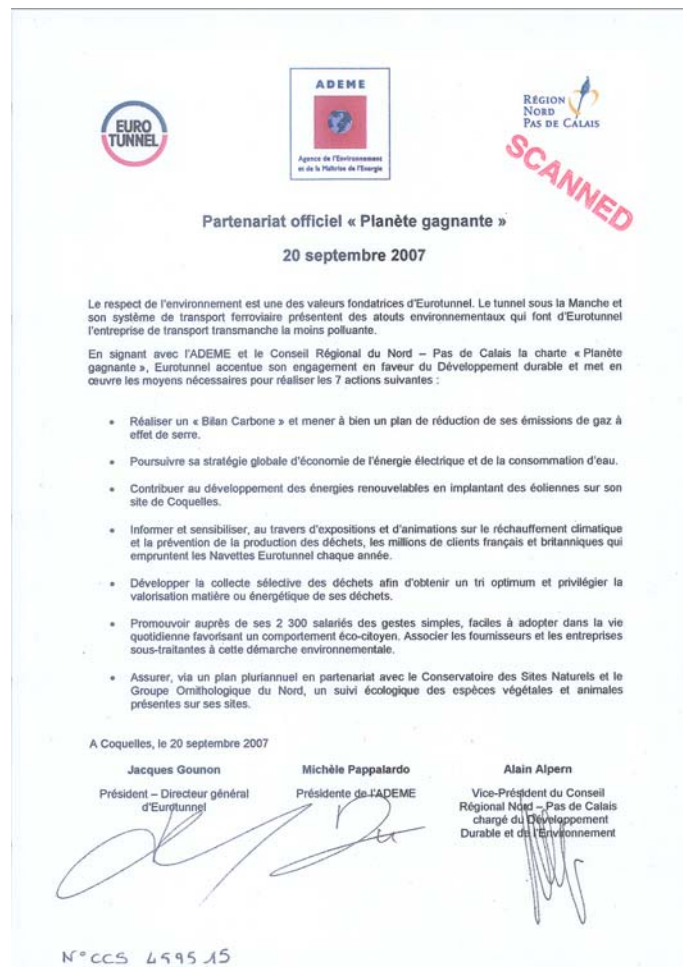 EURO
TUNNEL
ADEME
Agence de l'Environnement
et de la Maîtrise de l'Energie
RÉGION
NORD
PAS DE CALAIS
SCANNED
Partenariat officiel « Planète gagnante »
20 septembre 2007
Le respect de l'environnement est une des valeurs fondatrices d'Eurotunnel. Le tunnel sous la Manche et
son système de transport ferroviaire présentent des atouts environnementaux qui font d'Eurotunnel
l'entreprise de transport transmanche la moins polluante.
En signant avec l'ADEME et le Conseil Régional du Nord – Pas de Calais la charte « Planète
gagnante », Eurotunnel accentue son engagement en faveur du Développement durable et met en
œuvre les moyens nécessaires pour réaliser les 7 actions suivantes :
• Réaliser un « Bilan Carbone » et mener à bien un plan de réduction de ses émissions de gaz à
effet de serre.
• Poursuivre sa stratégie globale d'économie de l'énergie électrique et de la consommation d'eau.
• Contribuer au développement des énergies renouvelables en implantant des éoliennes sur son
site de Coquelles.
• Informer et sensibiliser, au travers d'expositions et d'animations sur le réchauffement climatique
et la prévention de la production des déchets, les millions de clients français et britanniques qui
empruntent les Navettes Eurotunnel chaque année.
• Développer la collecte sélective des déchets afin d'obtenir un tri optimum et privilégier la
valorisation matière ou énergétique de ses déchets.
• Promouvoir auprès de ses 2 300 salariés des gestes simples, faciles à adopter dans la vie
quotidienne favorisant un comportement éco-citoyen. Associer les fournisseurs et les entreprises
sous-traitantes à cette démarche environnementale.
• Assurer, via un plan pluriannuel en partenariat avec le Conservatoire des Sites Naturels et le
Groupe Ornithologique du Nord, un suivi écologique des espèces végétales et animales
présentes sur ses sites.
A Coquelles, le 20 septembre 2007
Jacques Gounon
Président – Directeur général
d'Eurotunnel
Michèle Pappalardo
Présidente de l'ADEME
Alain Alpern
Vice-Président du Conseil
Régional Nord – Pas de Calais
chargé du Développement
Durable et de l'Environnement
N° CCS 459515